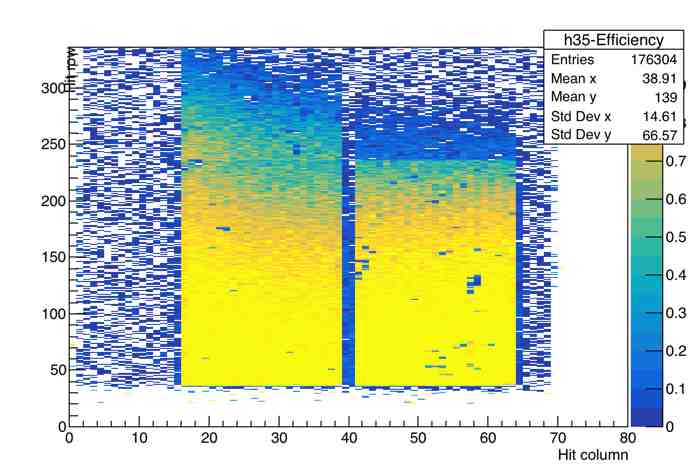 h35-Efficiency
Entries 176304
Mean x 38.91
Mean y 139
Std Dev x 14.61
Std Dev y 66.57
Hit row
300
250
200
150
100
50
0
0 10 20 30 40 50 60 70 80
Hit column
0.7
0.6
0.5
0.4
0.3
0.2
0.1
0